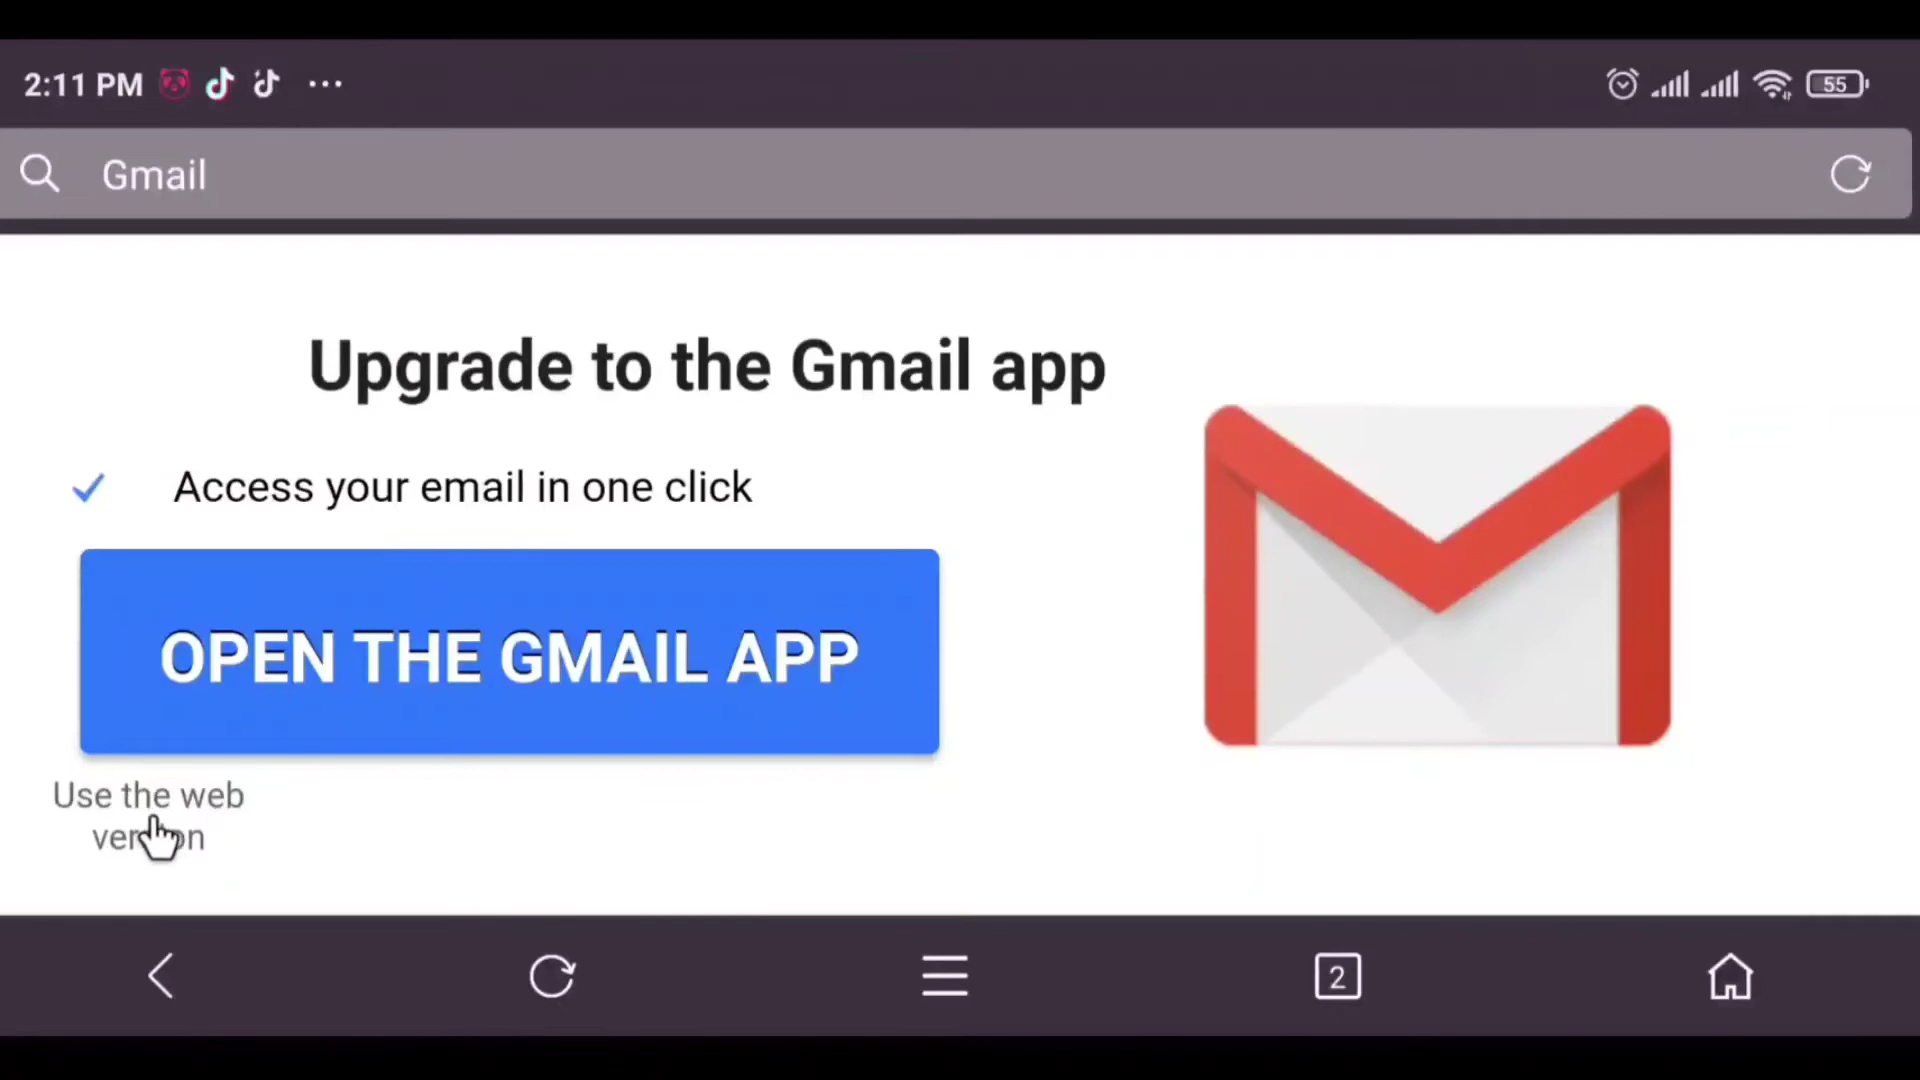 2:11 PM ... 55
Gmail
Upgrade to the Gmail app
Access your email in one click
OPEN THE GMAIL APP
Use the web
version
2